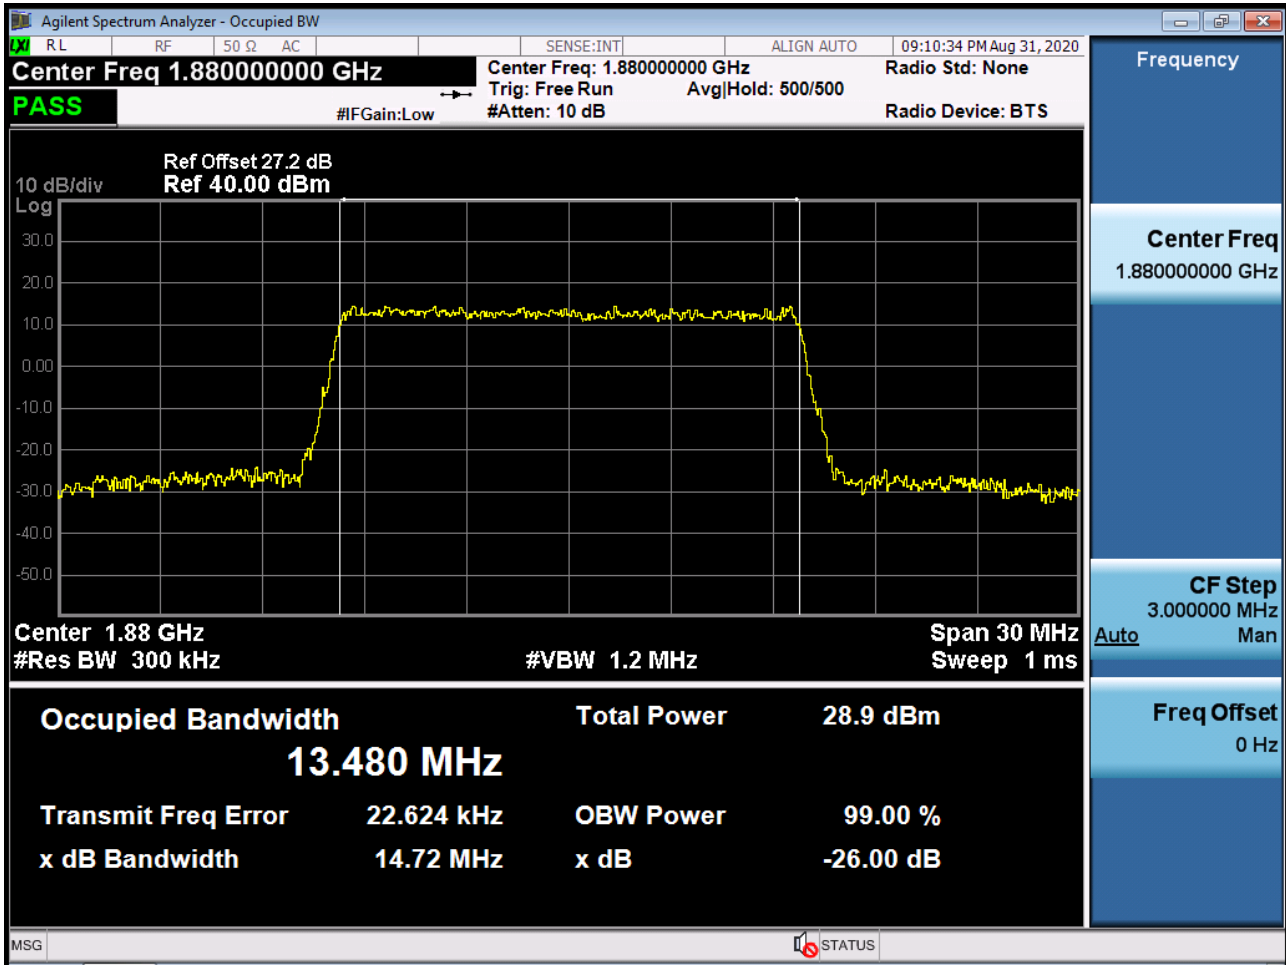 Agilent Spectrum Analyzer - Occupied BW
LXI RL RF 50 Ω AC SENSE:INT ALIGN AUTO 09:10:34 PM Aug 31, 2020
Center Freq 1.880000000 GHz
Center Freq: 1.880000000 GHz
Radio Std: None
Trig: Free Run
Avg|Hold: 500/500
PASS
#IFGain:Low
#Atten: 10 dB
Radio Device: BTS
Ref Offset 27.2 dB
10 dB/div
Ref 40.00 dBm
Log
30.0
20.0
10.0
0.00
-10.0
-20.0
-30.0
-40.0
-50.0
Center 1.88 GHz
Span 30 MHz
#Res BW 300 kHz
#VBW 1.2 MHz
Sweep 1 ms
Occupied Bandwidth
13.480 MHz
Total Power 28.9 dBm
Transmit Freq Error 22.624 kHz
OBW Power 99.00 %
x dB Bandwidth 14.72 MHz
x dB -26.00 dB
Frequency
Center Freq
1.880000000 GHz
CF Step
3.000000 MHz
Auto Man
Freq Offset
0 Hz
MSG
STATUS